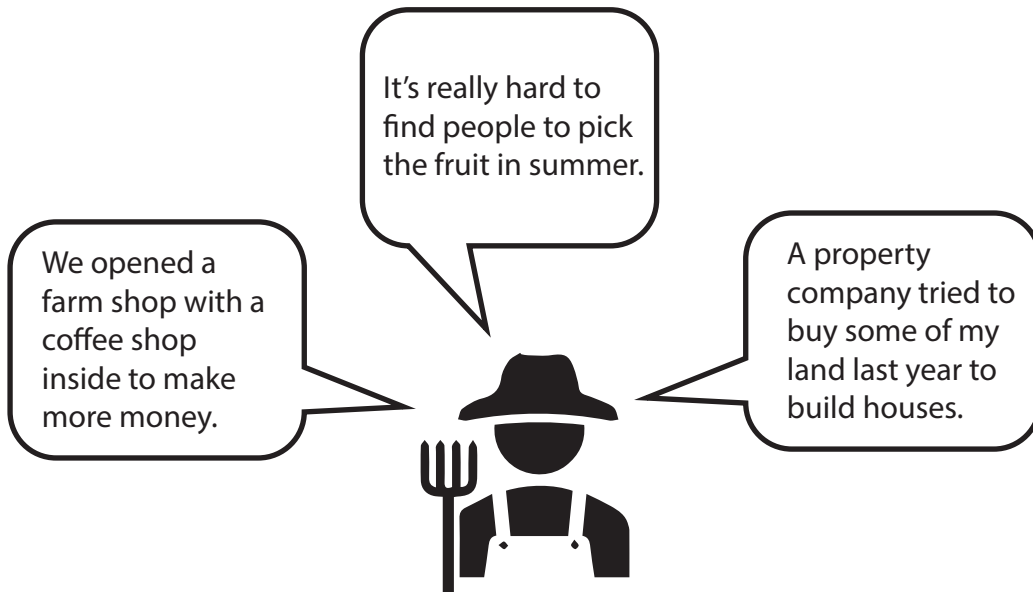 It’s really hard to
find people to pick
the fruit in summer.
We opened a
farm shop with a
coffee shop
inside to make
more money.
A property
company tried to
buy some of my
land last year to
build houses.